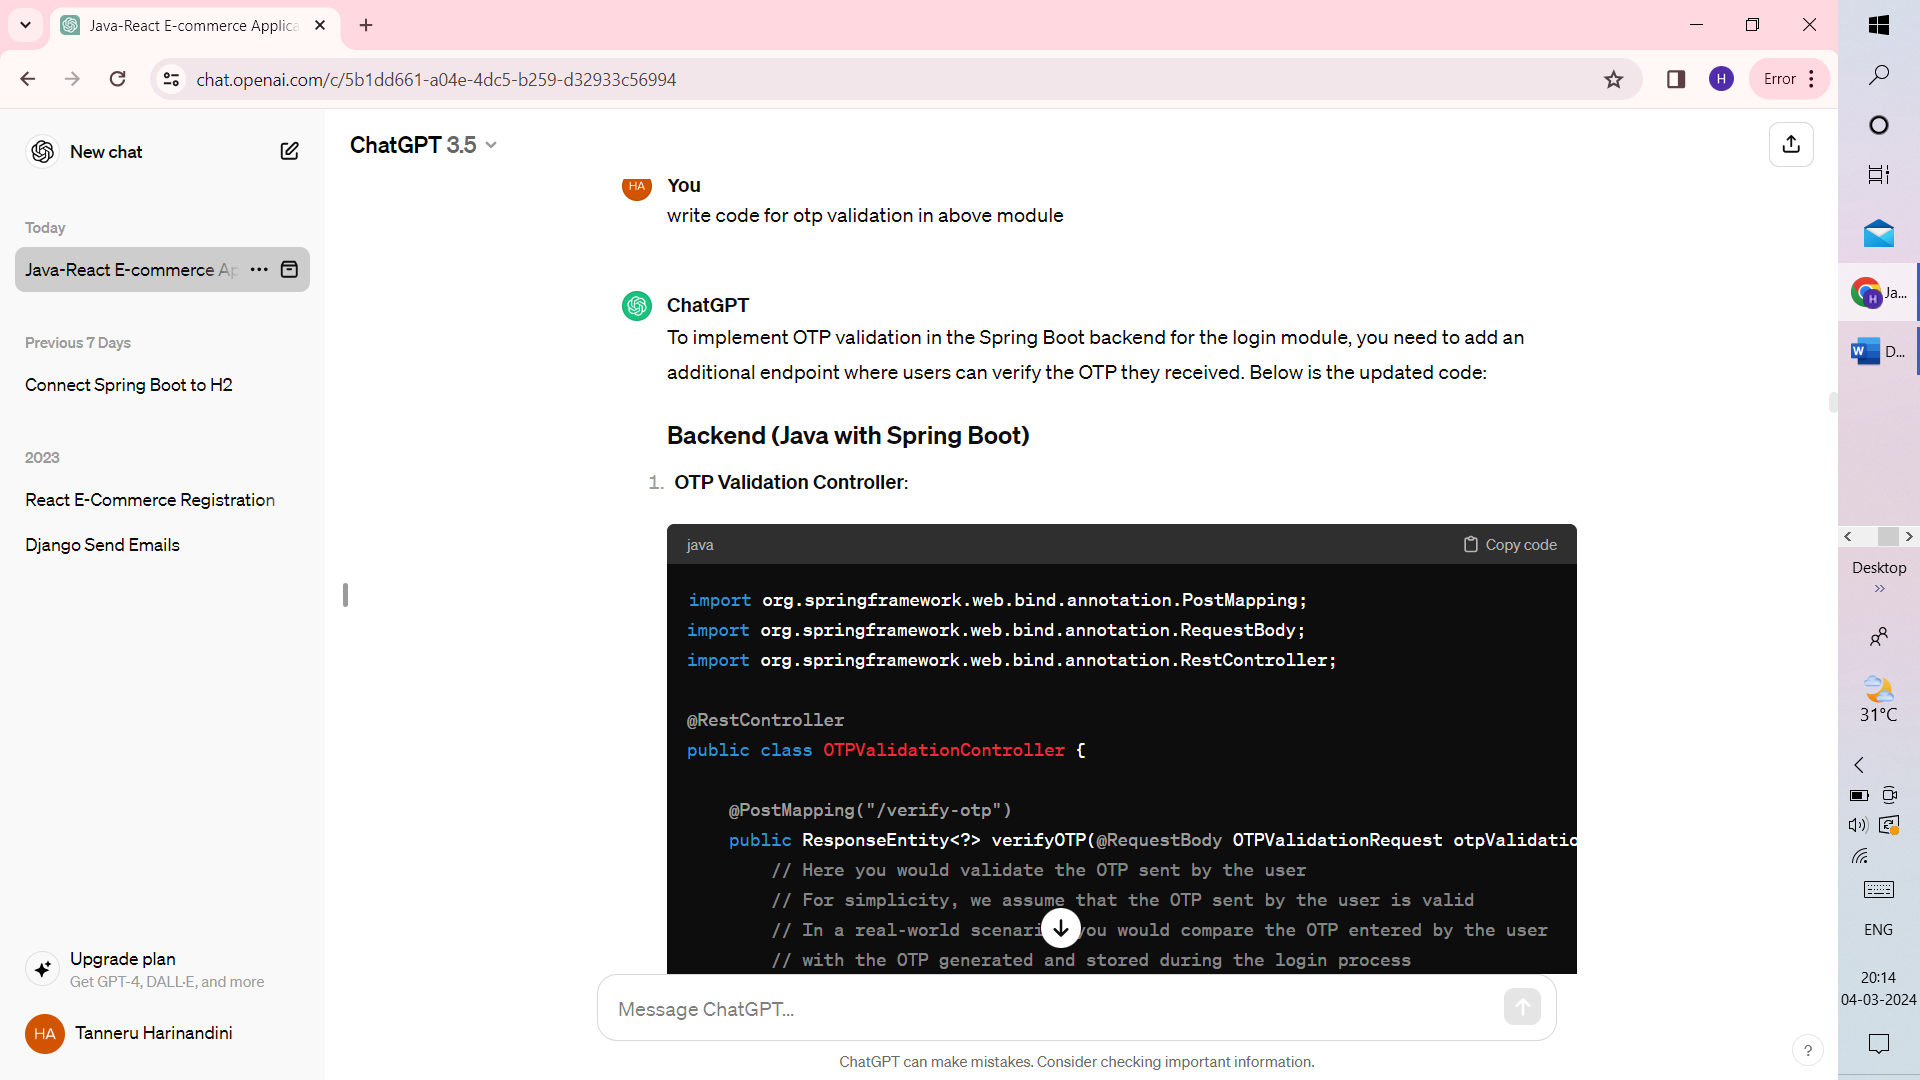 Java-React E-commerce Applica
chat.openai.com/c/5b1dd661-a04e-4dc5-b259-d32933c56994
H
Error
New chat
Today
Java-React E-commerce Ap
Previous 7 Days
Connect Spring Boot to H2
2023
React E-Commerce Registration
Django Send Emails
Upgrade plan
Get GPT-4, DALL·E, and more
HA
Tanneru Harinandini
ChatGPT 3.5
HA
You
write code for otp validation in above module
ChatGPT
To implement OTP validation in the Spring Boot backend for the login module, you need to add an
additional endpoint where users can verify the OTP they received. Below is the updated code:
Backend (Java with Spring Boot)
1. OTP Validation Controller:
java
Copy code
import org.springframework.web.bind.annotation.PostMapping;
import org.springframework.web.bind.annotation.RequestBody;
import org.springframework.web.bind.annotation.RestController;
@RestController
public class OTPValidationController {
@PostMapping("/verify-otp")
public ResponseEntity<?> verifyOTP(@RequestBody OTPValidationRequest otpValidatio
// Here you would validate the OTP sent by the user
// For simplicity, we assume that the OTP sent by the user is valid
// In a real-world scenari you would compare the OTP entered by the user
// with the OTP generated and stored during the login process
Message ChatGPT...
ChatGPT can make mistakes. Consider checking important information.
?
H
Ja...
W
D...
Desktop
31°C
ENG
20:14
04-03-2024